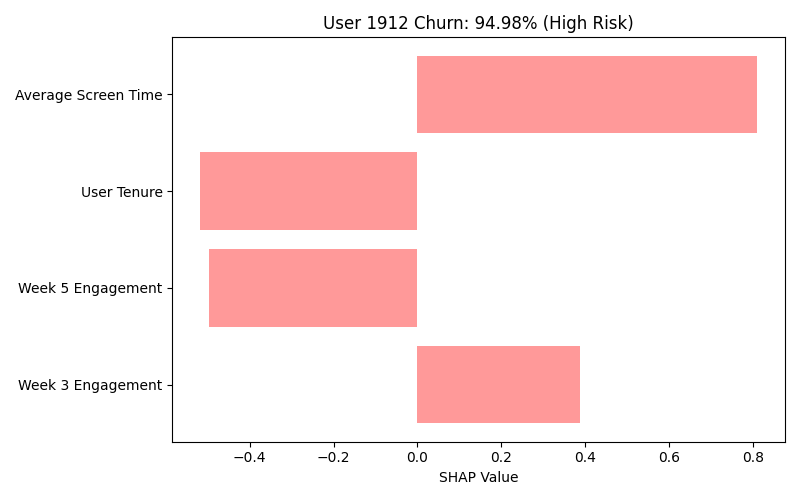 User 1912 Churn: 94.98% (High Risk)
Average Screen Time
User Tenure
Week 5 Engagement
Week 3 Engagement
−0.4 −0.2 0.0 0.2 0.4 0.6 0.8
SHAP Value